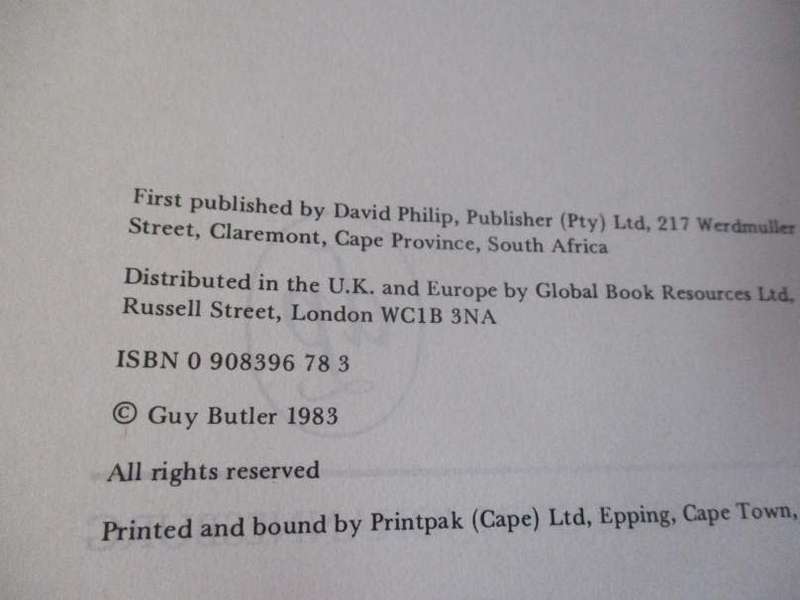 First published by David Philip, Publisher (Pty) Ltd, 217 Werdmuller
Street, Claremont, Cape Province, South Africa
Distributed in the U.K. and Europe by Global Book Resources Ltd,
Russell Street, London WC1B 3NA
ISBN 0 908396 78 3
© Guy Butler 1983
All rights reserved
Printed and bound by Printpak (Cape) Ltd, Epping, Cape Town,